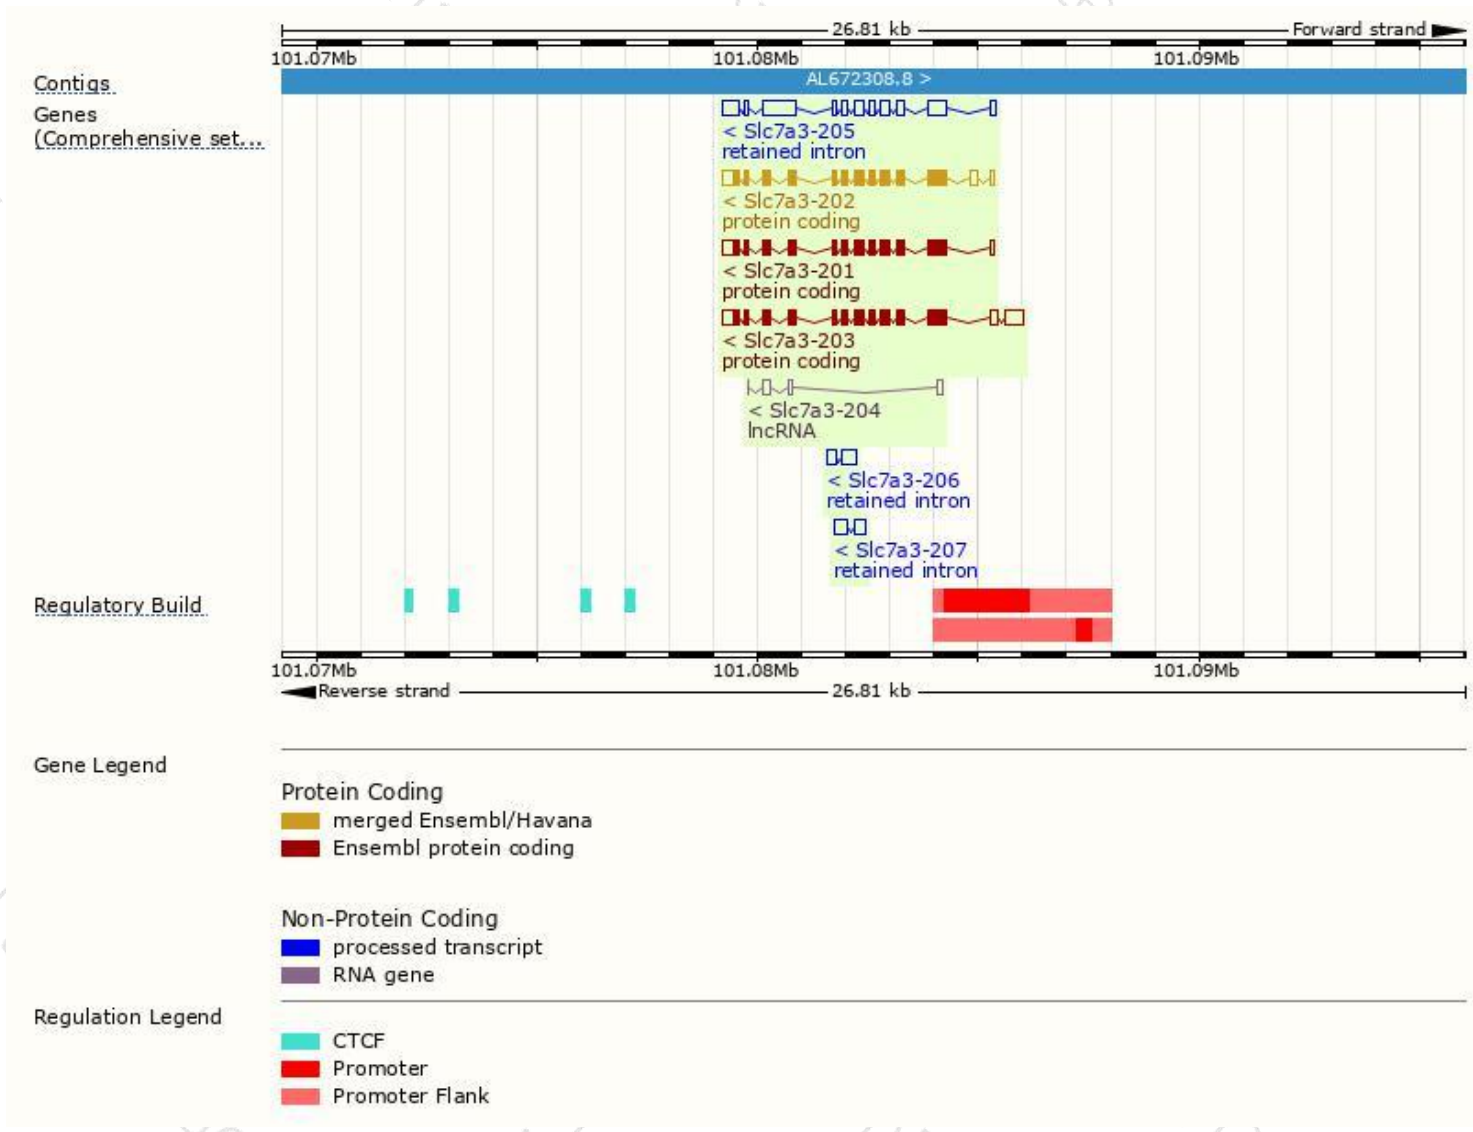 26.81 kb
Forward strand
101.07Mb 101.08Mb 101.09Mb
Contigs
AL672308.8 >
Genes
(Comprehensive set...
< Slc7a3-205
retained intron
< Slc7a3-202
protein coding
< Slc7a3-201
protein coding
< Slc7a3-203
protein coding
< Slc7a3-204
lncRNA
< Slc7a3-206
retained intron
< Slc7a3-207
retained intron
Regulatory Build
101.07Mb 101.08Mb 101.09Mb
Reverse strand 26.81 kb
Gene Legend
Protein Coding
merged Ensembl/Havana
Ensembl protein coding
Non-Protein Coding
processed transcript
RNA gene
Regulation Legend
CTCF
Promoter
Promoter Flank